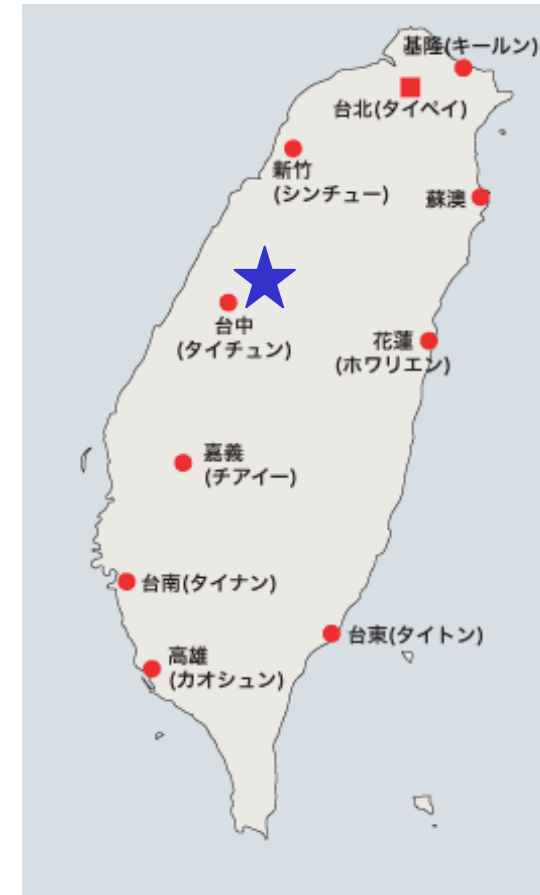 基隆(キールン)
台北(タイペイ)
新竹
(シンチュー)
蘇澳
台中
(タイチュン)
花蓮
(ホワリエン)
嘉義
(チアイー)
台南(タイナン)
台東(タイトン)
高雄
(カオシュン)